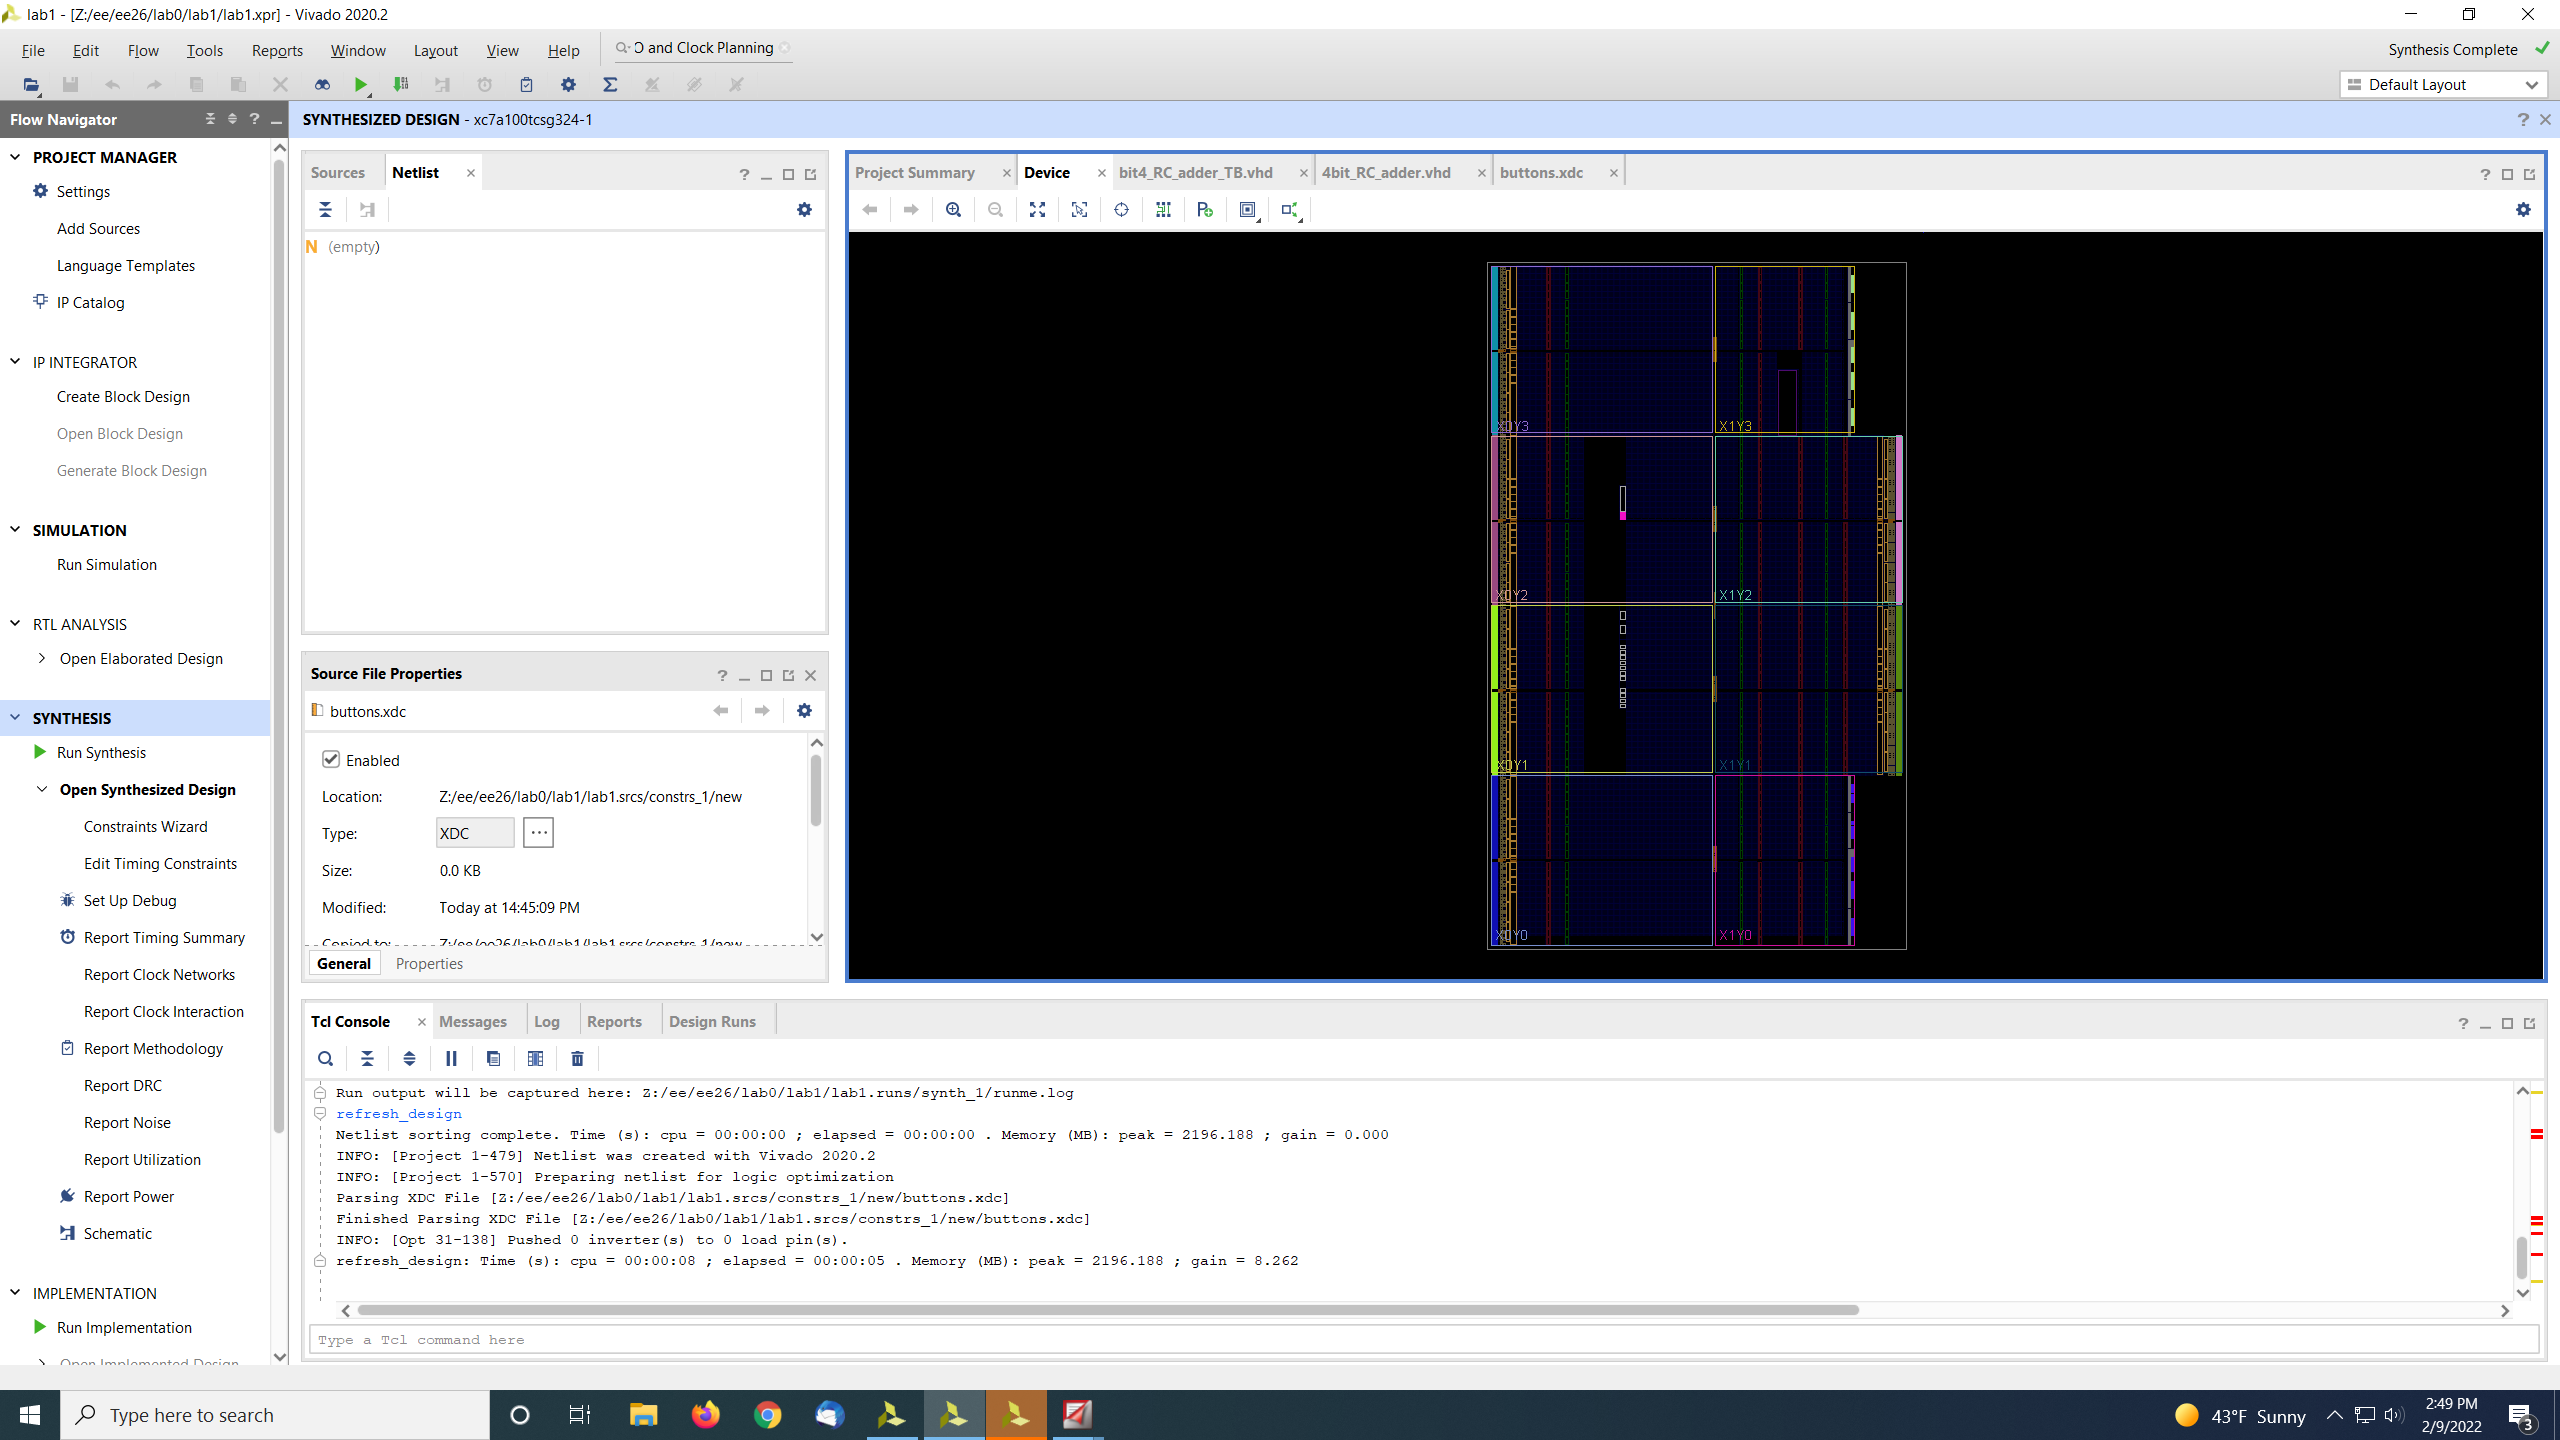 lab1 - [Z:/ee/ee26/lab0/lab1/lab1.xpr] - Vivado 2020.2
File Edit Flow Tools Reports Window Layout View Help
O and Clock Planning
Synthesis Complete
Default Layout
Flow Navigator
SYNTHESIZED DESIGN - xc7a100tcsg324-1
PROJECT MANAGER
Settings
Add Sources
Language Templates
IP Catalog
IP INTEGRATOR
Create Block Design
Open Block Design
Generate Block Design
SIMULATION
Run Simulation
RTL ANALYSIS
Open Elaborated Design
SYNTHESIS
Run Synthesis
Open Synthesized Design
Constraints Wizard
Edit Timing Constraints
Set Up Debug
Report Timing Summary
Report Clock Networks
Report Clock Interaction
Report Methodology
Report DRC
Report Noise
Report Utilization
Report Power
Schematic
IMPLEMENTATION
Run Implementation
Open Implemented Design
Sources Netlist
N (empty)
Source File Properties
buttons.xdc
Enabled
Location: Z:/ee/ee26/lab0/lab1/lab1.srcs/constrs_1/new
Type: XDC
Size: 0.0 KB
Modified: Today at 14:45:09 PM
Copied to: Z:/ee/ee26/lab0/lab1/lab1.srcs/constrs_1/new
General Properties
Project Summary Device bit4_RC_adder_TB.vhd 4bit_RC_adder.vhd buttons.xdc
X0Y3 X1Y3
X0Y2 X1Y2
X0Y1 X1Y1
X0Y0 X1Y0
Tcl Console Messages Log Reports Design Runs
Run output will be captured here: Z:/ee/ee26/lab0/lab1/lab1.runs/synth_1/runme.log
refresh_design
Netlist sorting complete. Time (s): cpu = 00:00:00 ; elapsed = 00:00:00 . Memory (MB): peak = 2196.188 ; gain = 0.000
INFO: [Project 1-479] Netlist was created with Vivado 2020.2
INFO: [Project 1-570] Preparing netlist for logic optimization
Parsing XDC File [Z:/ee/ee26/lab0/lab1/lab1.srcs/constrs_1/new/buttons.xdc]
Finished Parsing XDC File [Z:/ee/ee26/lab0/lab1/lab1.srcs/constrs_1/new/buttons.xdc]
INFO: [Opt 31-138] Pushed 0 inverter(s) to 0 load pin(s).
refresh_design: Time (s): cpu = 00:00:08 ; elapsed = 00:00:05 . Memory (MB): peak = 2196.188 ; gain = 8.262
Type a Tcl command here
Type here to search
43°F Sunny
2:49 PM
2/9/2022
3